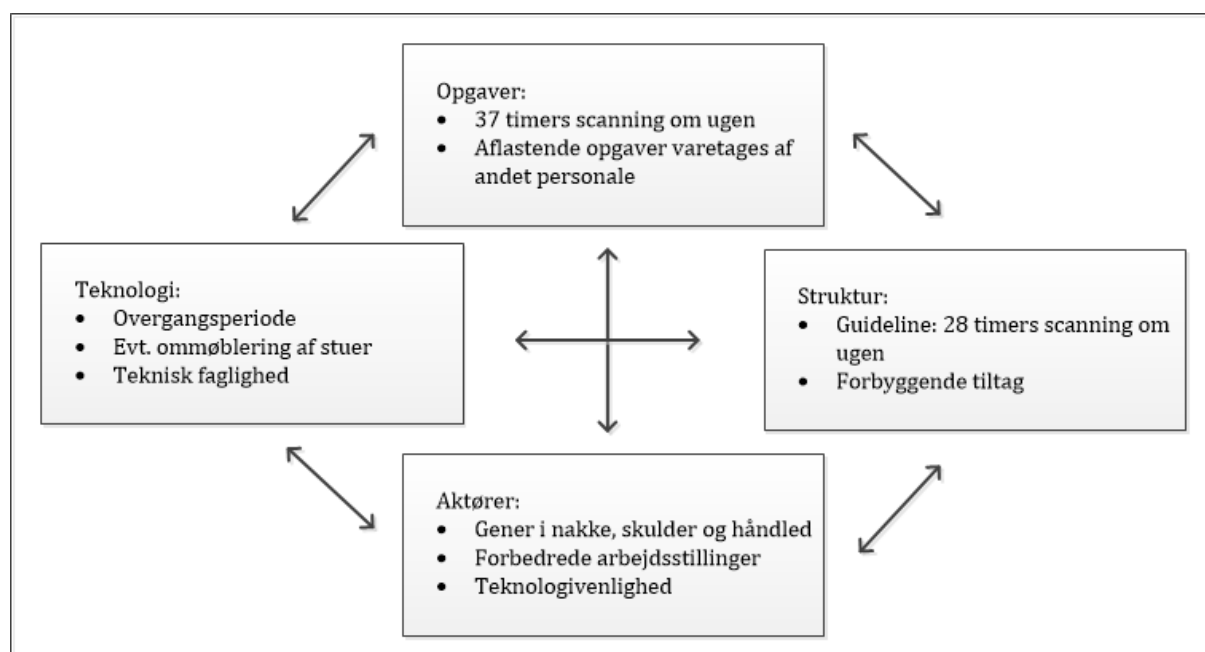 Opgaver:
• 37 timers scanning om ugen
• Aflastende opgaver varetages af
andet personale
Teknologi:
• Overgangsperiode
• Evt. ommøblering af stuer
• Teknisk faglighed
Struktur:
• Guideline: 28 timers scanning om
ugen
• Forbyggende tiltag
Aktører:
• Gener i nakke, skulder og håndled
• Forbedrede arbejdsstillinger
• Teknologivenlighed